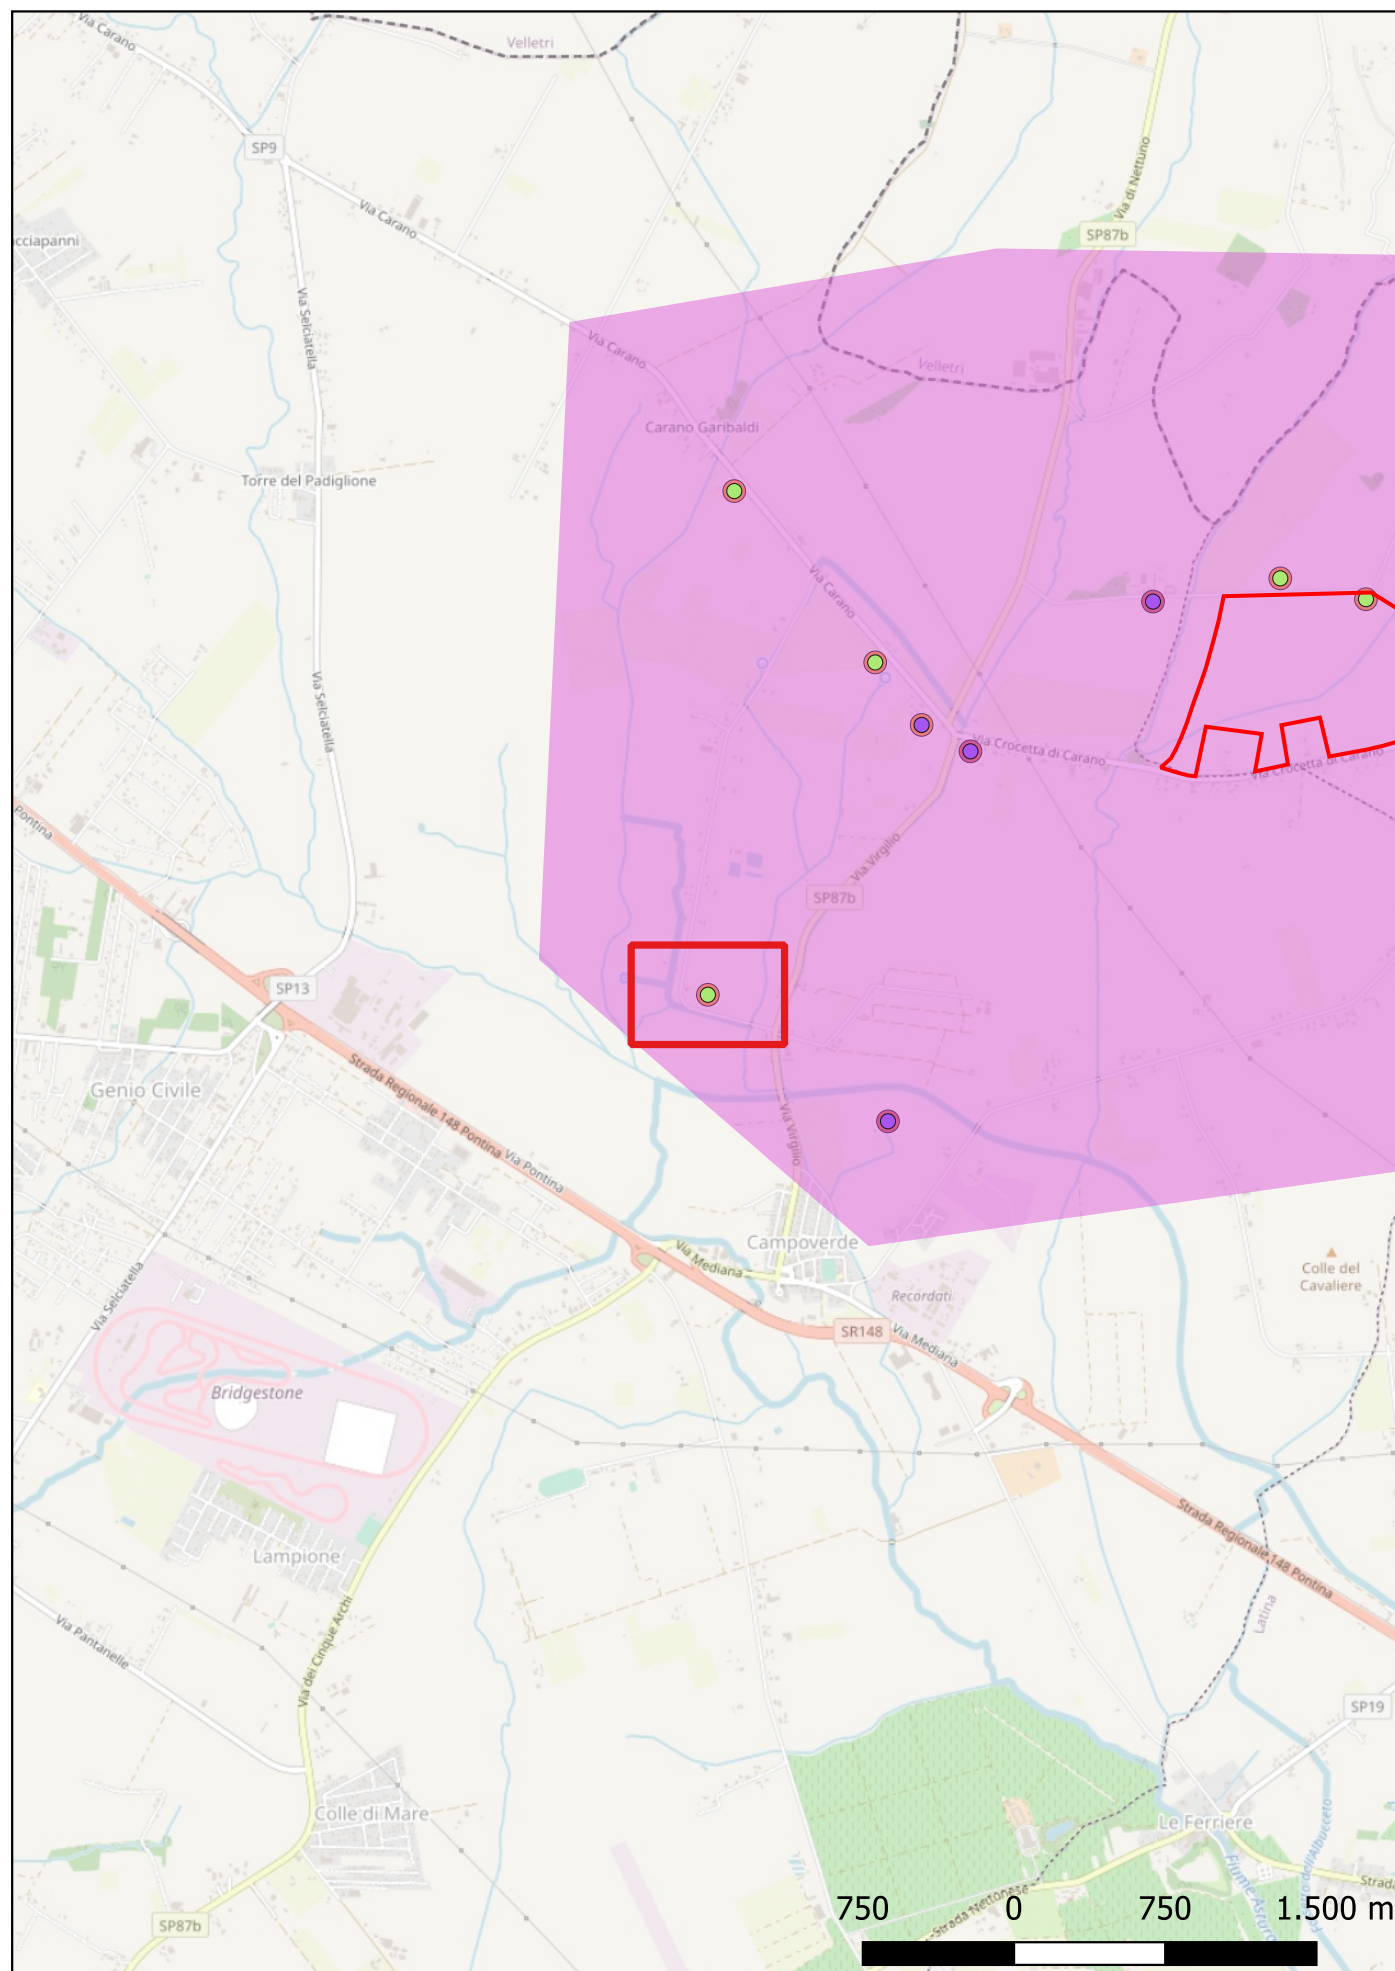 Via Carano
Velletri
SP9
Via Carano
Via di Nettuno
SP87b
cciapanni
Via Selciatella
Via Carano
Velletri
Carano Garibaldi
Torre del Padiglione
Via Carano
Via Selciatella
Via Crocetta di Carano
Via Crocetta di Carano
Pontina
Via Virgilio
SP87b
SP13
Strada Regionale 148 Pontina
Genio Civile
Via Virgilio
Via Pontina
Campoverde
Via Mediana
Colle del
Cavaliere
Recordati
Via Selciatella
SR148
Via Mediana
Bridgestone
Strada Regionale 148 Pontina
Lampione
Latina
Via Pantanelle
Via dei Cinque Archi
SP19
Colle di Mare
Le Ferriere
Strada
SP87b
Strada Nettunese
750 0 750 1.500 m